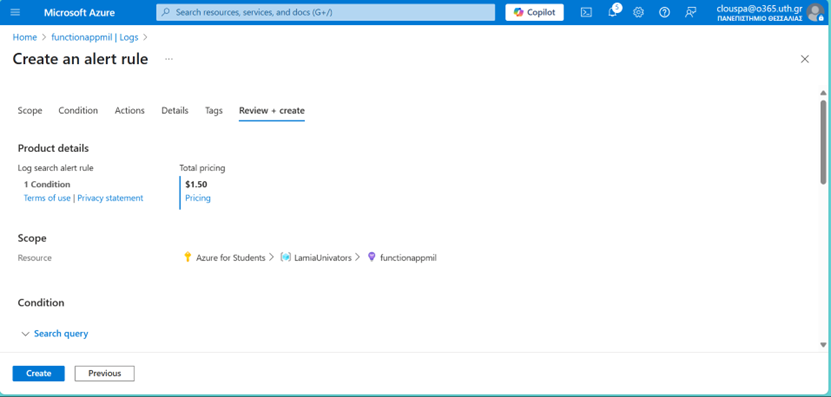 Microsoft Azure
Search resources, services, and docs (G+/)
Copilot
5
clouspa@o365.uth.gr
ΠΑΝΕΠΙΣΤΗΜΙΟ ΘΕΣΣΑΛΙΑΣ
Home > functionappmil | Logs >
Create an alert rule ...
Scope Condition Actions Details Tags Review + create
Product details
Log search alert rule Total pricing
1 Condition $1.50
Terms of use | Privacy statement Pricing
Scope
Resource Azure for Students > LamiaUnivators > functionappmil
Condition
Search query
Create Previous